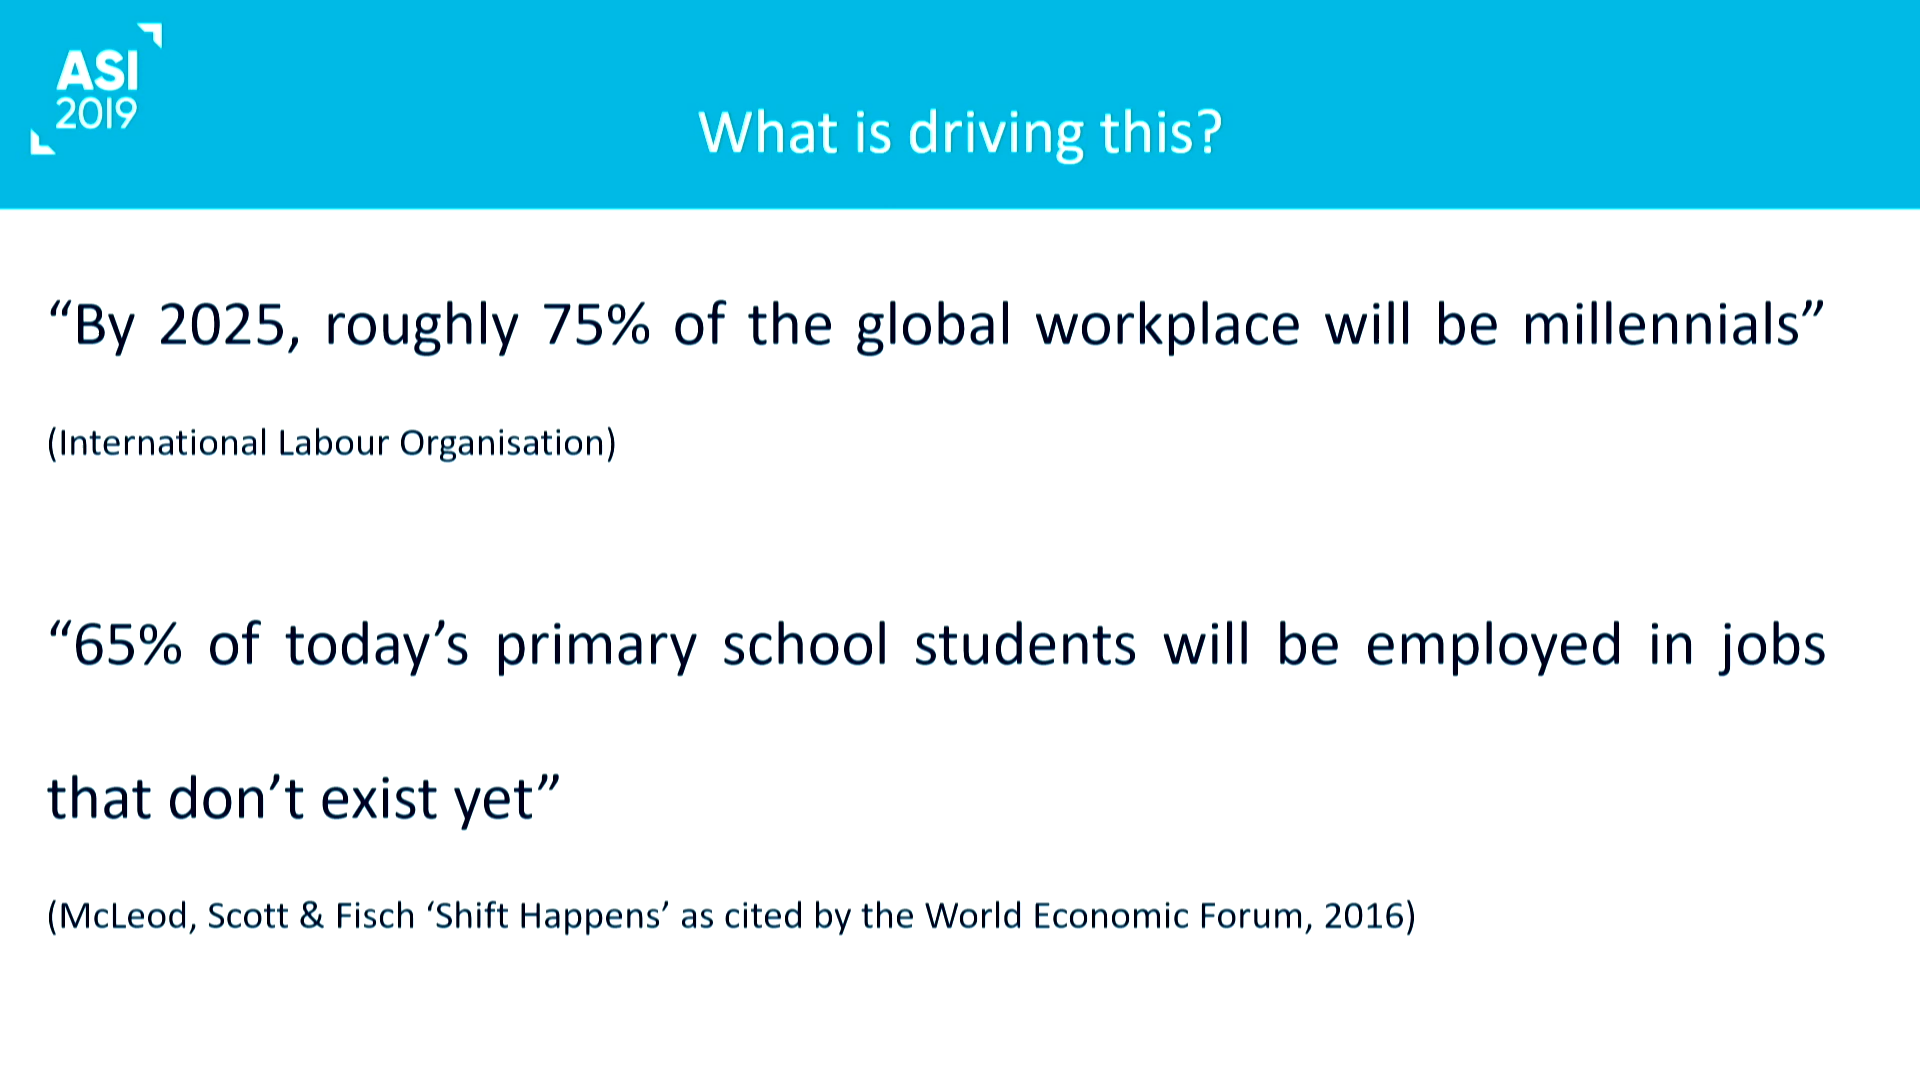 ASI
2019
What is driving this?
“By 2025, roughly 75% of the global workplace will be millennials”
(International Labour Organisation)
“65% of today’s primary school students will be employed in jobs
that don’t exist yet”
(McLeod, Scott & Fisch ‘Shift Happens’ as cited by the World Economic Forum, 2016)